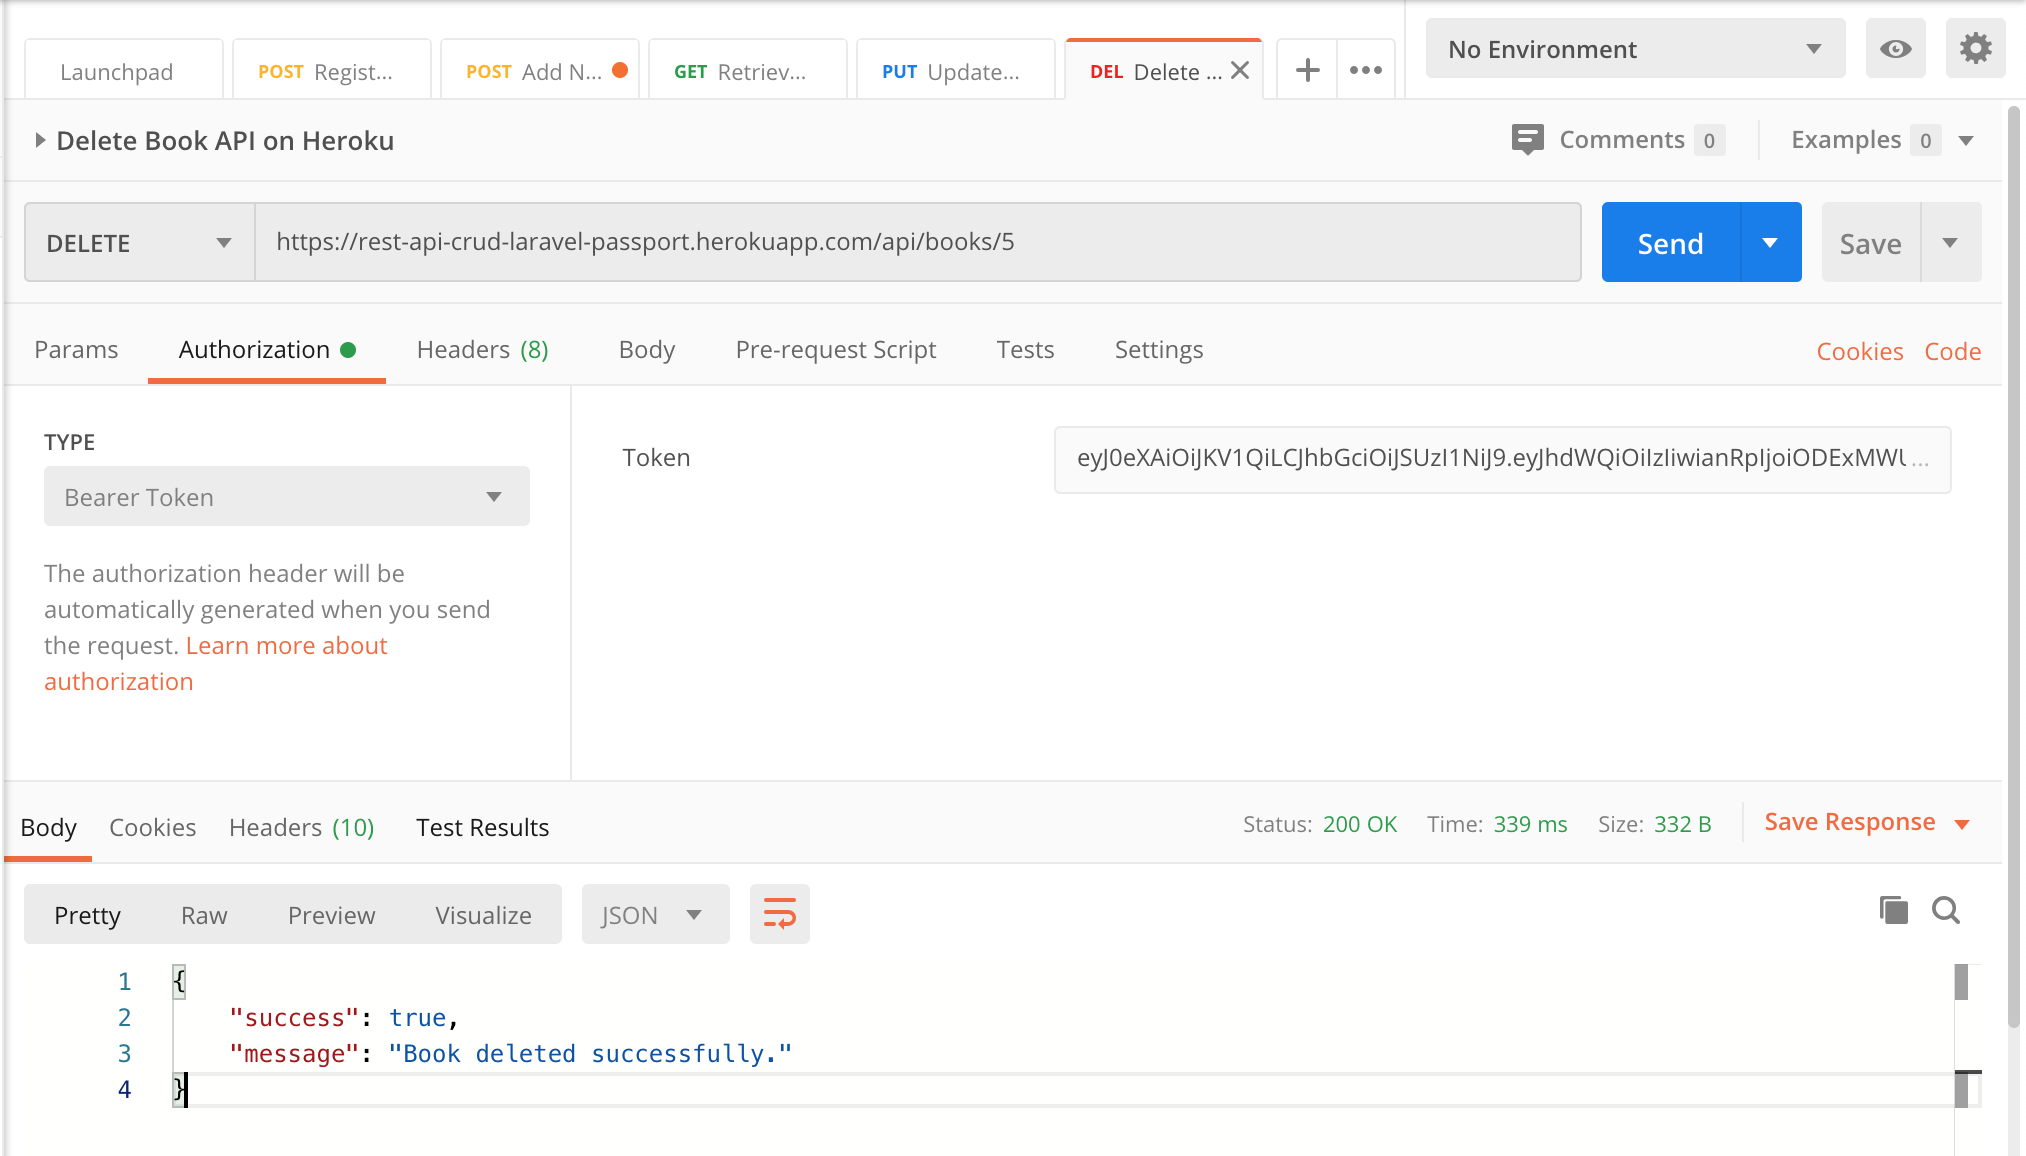 Launchpad
POST Regist...
POST Add N...
GET Retriev...
PUT Update...
DEL Delete ...
No Environment
Delete Book API on Heroku
Comments 0
Examples 0
DELETE
https://rest-api-crud-laravel-passport.herokuapp.com/api/books/5
Send
Save
Params
Authorization
Headers (8)
Body
Pre-request Script
Tests
Settings
Cookies
Code
TYPE
Bearer Token
The authorization header will be
automatically generated when you send
the request. Learn more about
authorization
Token
eyJ0eXAiOiJKV1QiLCJhbGciOiJSUzI1NiJ9.eyJhdWQiOiIzIiwianRpIjoiODExMWU...
Body
Cookies
Headers (10)
Test Results
Status: 200 OK
Time: 339 ms
Size: 332 B
Save Response
Pretty
Raw
Preview
Visualize
JSON
1 {
2 "success": true,
3 "message": "Book deleted successfully."
4 }